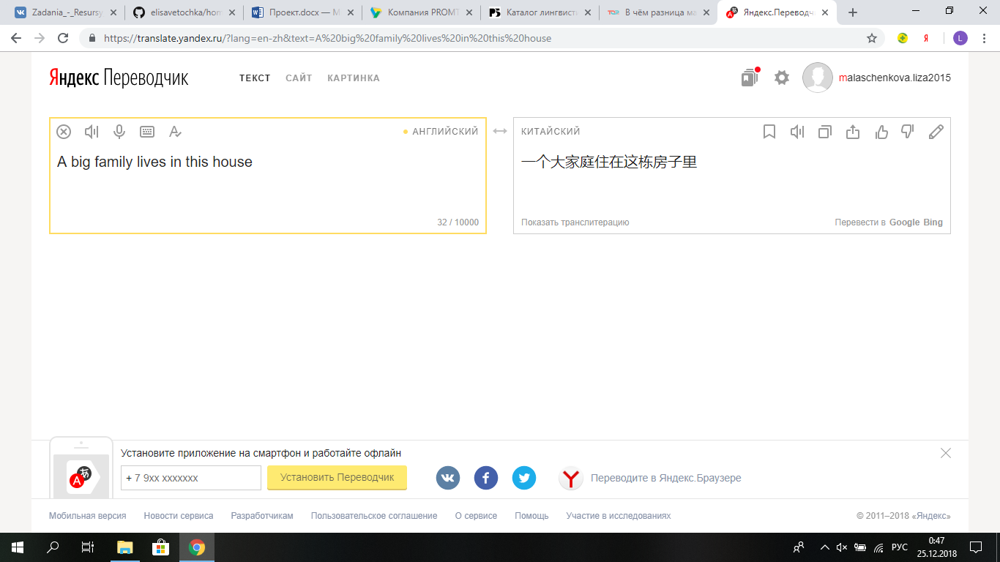 Zadania_-_Resursy
elisavetochka/hom
Проект.docx — M
Компания PROMT
Каталог лингвисти
В чём разница ма
Яндекс.Переводчи
https://translate.yandex.ru/?lang=en-zh&text=A%20big%20family%20lives%20in%20this%20house
Яндекс Переводчик
ТЕКСТ САЙТ КАРТИНКА
malaschenkova.liza2015
АНГЛИЙСКИЙ
A big family lives in this house
32 / 10000
КИТАЙСКИЙ
一个大家庭住在这栋房子里
Показать транслитерацию
Перевести в Google Bing
Установите приложение на смартфон и работайте офлайн
+ 7 9xx xxxxxxx
Установить Переводчик
Переводите в Яндекс.Браузере
Мобильная версия Новости сервиса Разработчикам Пользовательское соглашение О сервисе Помощь Участие в исследованиях
© 2011–2018 «Яндекс»
РУС
0:47
25.12.2018